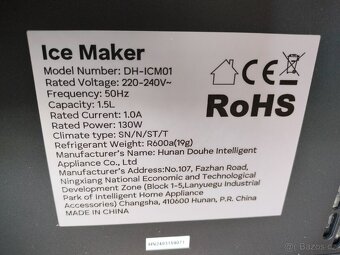 Ice Maker
Model Number: DH-ICM01
Rated Voltage: 220-240V~
Frequency: 50Hz
Capacity: 1.5L
Rated Current: 1.0A
Rated Power: 130W
Climate type: SN/N/ST/T
Refrigerant Weight: R600a(19g)
Manufacturer's Name: Hunan Douhe Intelligent
Appliance Co., Ltd
Manufacturer's Address:No.107, Fazhan Road,
Ningxiang National Economic and Technological
Development Zone (Block 1-5,Lanyuegu Industrial
Park of Intelligent Home Appliance
Accessories) Changsha, 410600 Hunan, P.R. China
MADE IN CHINA
CE
RoHS